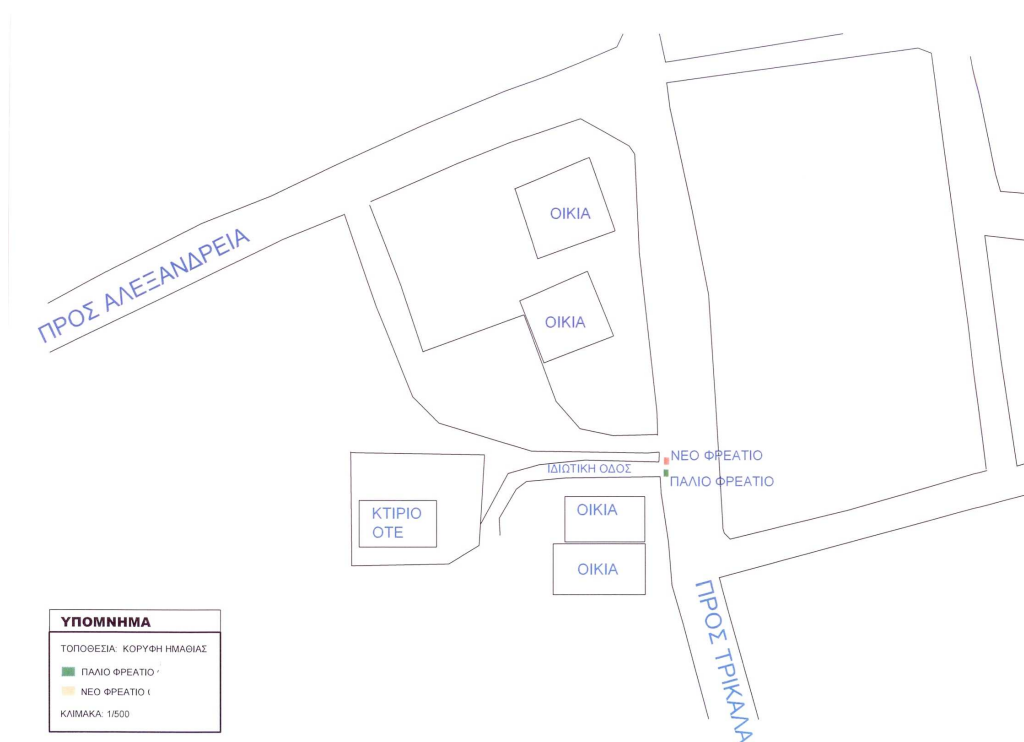 ΟΙΚΙΑ
ΠΡΟΣ ΑΛΕΞΑΝΔΡΕΙΑ
ΟΙΚΙΑ
ΝΕΟ ΦΡΕΑΤΙΟ
ΙΔΙΩΤΙΚΗ ΟΔΟΣ
ΠΑΛΙΟ ΦΡΕΑΤΙΟ
ΚΤΙΡΙΟ
ΟΤΕ
ΟΙΚΙΑ
ΟΙΚΙΑ
ΠΡΟΣ ΤΡΙΚΑΛΑ
ΥΠΟΜΝΗΜΑ
ΤΟΠΟΘΕΣΙΑ: ΚΟΡΥΦΗ ΗΜΑΘΙΑΣ
ΠΑΛΙΟ ΦΡΕΑΤΙΟ
ΝΕΟ ΦΡΕΑΤΙΟ (
ΚΛΙΜΑΚΑ: 1/500